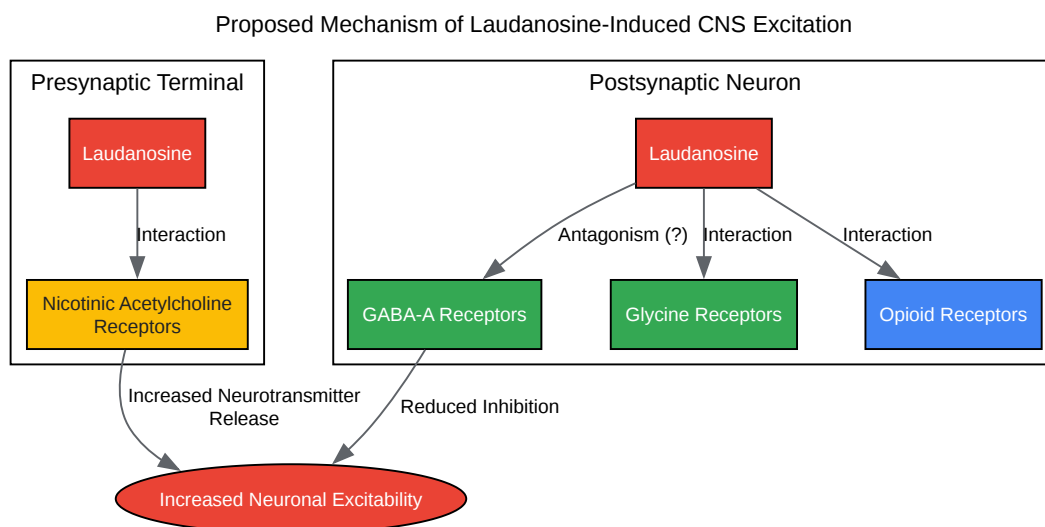 Proposed Mechanism of Laudanosine-Induced CNS Excitation
Presynaptic Terminal
Laudanosine
Interaction
Nicotinic Acetylcholine
Receptors
Postsynaptic Neuron
Laudanosine
Antagonism (?)
Interaction
Interaction
GABA-A Receptors
Glycine Receptors
Opioid Receptors
Increased Neurotransmitter
Release
Reduced Inhibition
Increased Neuronal Excitability